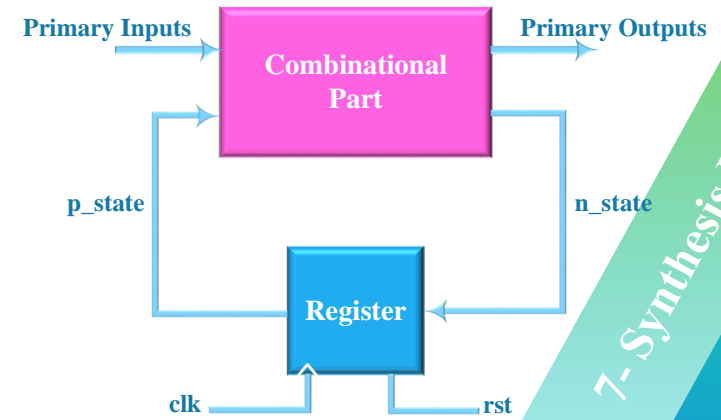 Primary Inputs
Primary Outputs
Combinational
Part
p_state
n_state
Register
clk
rst
7- Synthesis